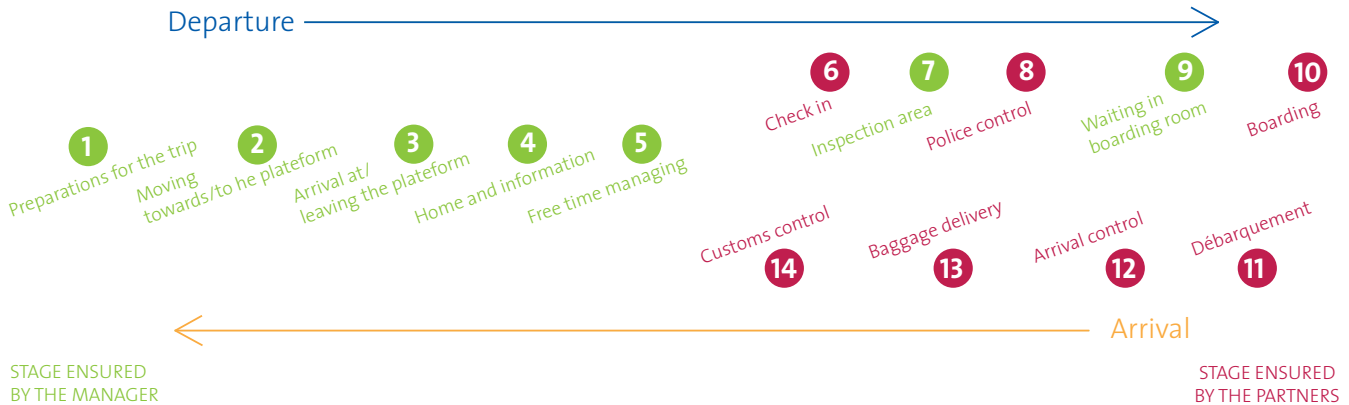 Departure
1
Preparations for the trip
2
Moving
towards/to he plateform
3
Arrival at/
leaving the plateform
4
Home and information
5
Free time managing
6
Check in
7
Inspection area
8
Police control
9
Waiting in
boarding room
10
Boarding
Débarquement
11
Arrival control
12
Baggage delivery
13
Customs control
14
Arrival
STAGE ENSURED
BY THE MANAGER
STAGE ENSURED
BY THE PARTNERS